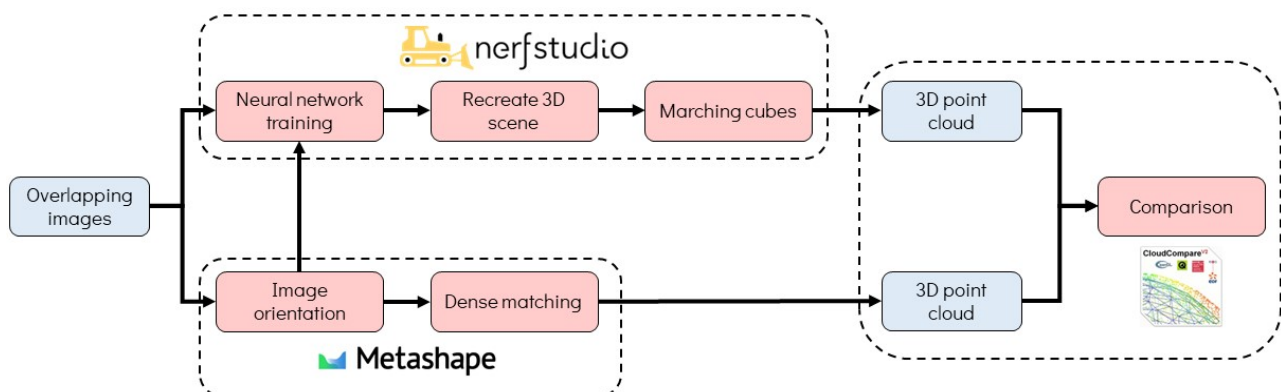 nerfstudio
Neural network
training
Recreate 3D
scene
Marching cubes
3D point
cloud
Overlapping
images
Comparison
CloudCompare
Image
orientation
Dense matching
3D point
cloud
Metashape